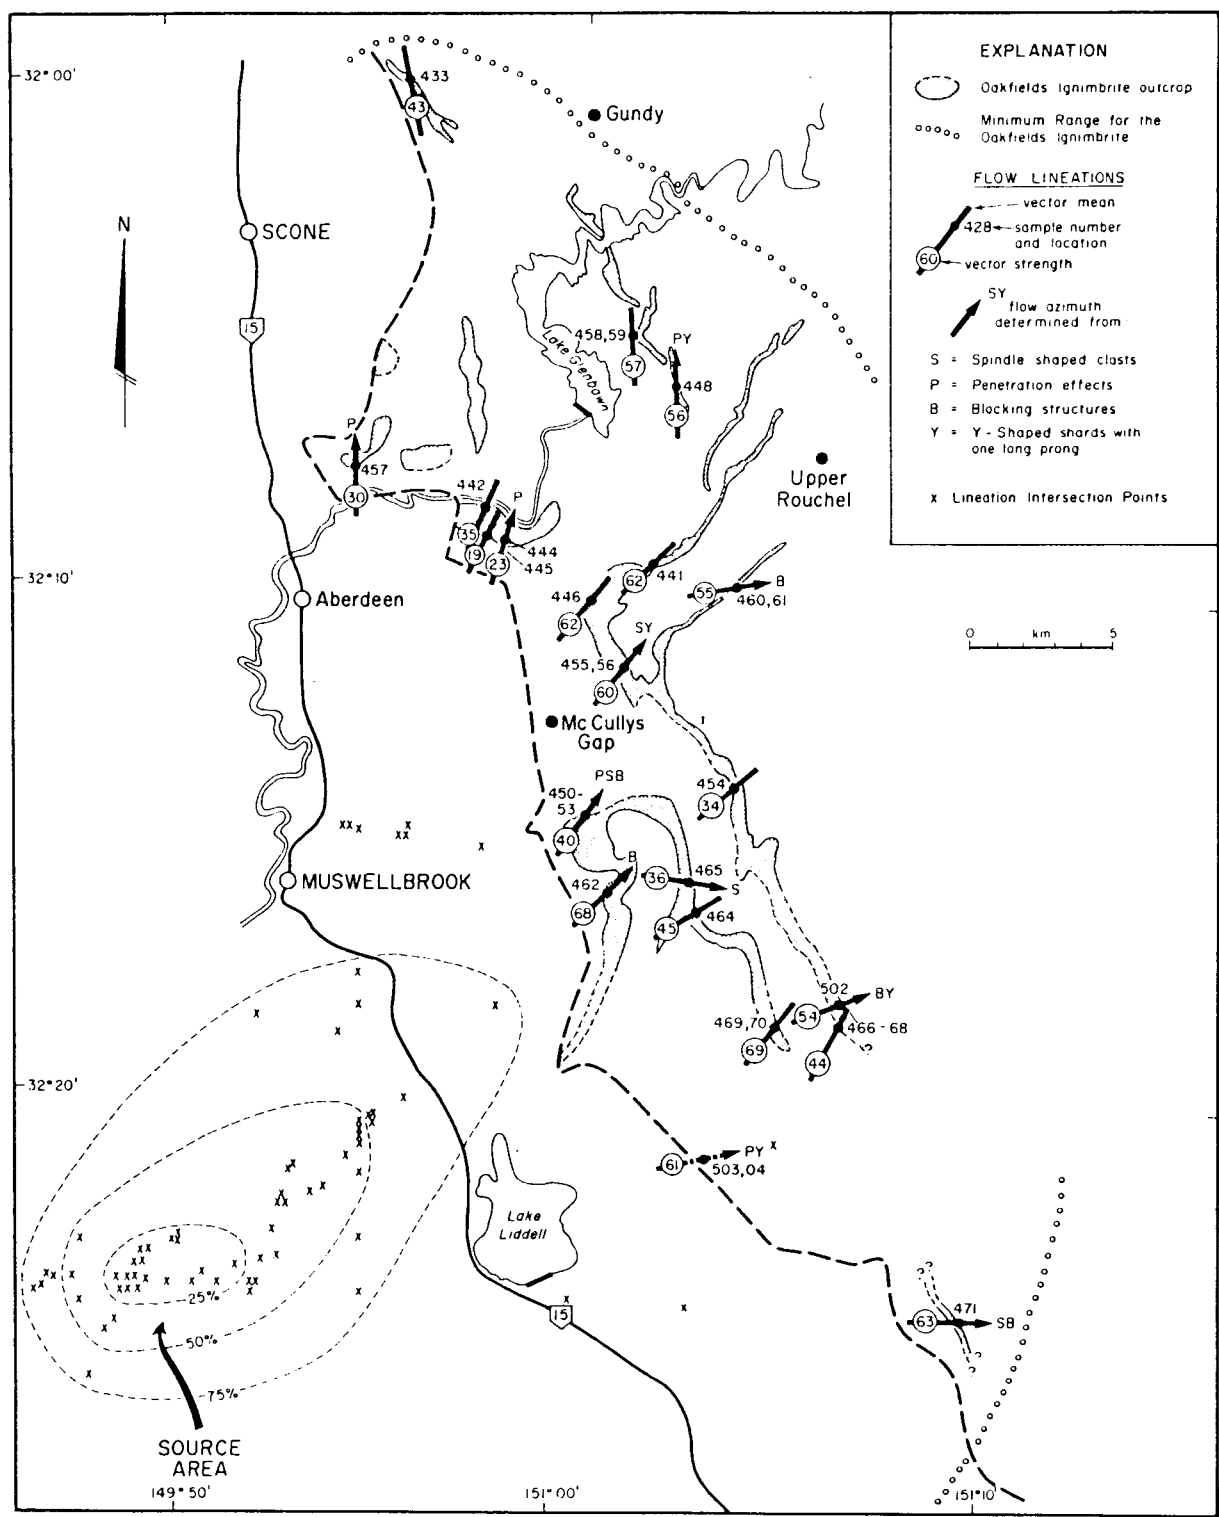 EXPLANATION
Oakfields Ignimbrite outcrop
Minimum Range for the
Oakfields Ignimbrite
FLOW LINEATIONS
vector mean
428
sample number
and location
60
vector strength
SY
flow azimuth
determined from
S = Spindle shaped clasts
P = Penetration effects
B = Blocking structures
Y = Y-Shaped shards with
one long prong
x Lineation Intersection Points
32°00'
433
43
Gundy
N
SCONE
15
458,59
57
Lake Glenbawn
PY
448
56
P
457
30
Upper
Rouchel
442
P
35
19
23
444
445
32°10'
Aberdeen
446
62
62
441
55
B
460,61
0 km 5
SY
455,56
60
Mc Cullys
Gap
PSB
450-
53
40
454
34
MUSWELLBROOK
462
B
68
36
465
S
45
464
502
BY
54
469,70
69
466-68
44
32°20'
PY
61
503,04
Lake
Liddell
15
25%
50%
75%
63
471
SB
SOURCE
AREA
149°50'
151°00'
151°10'